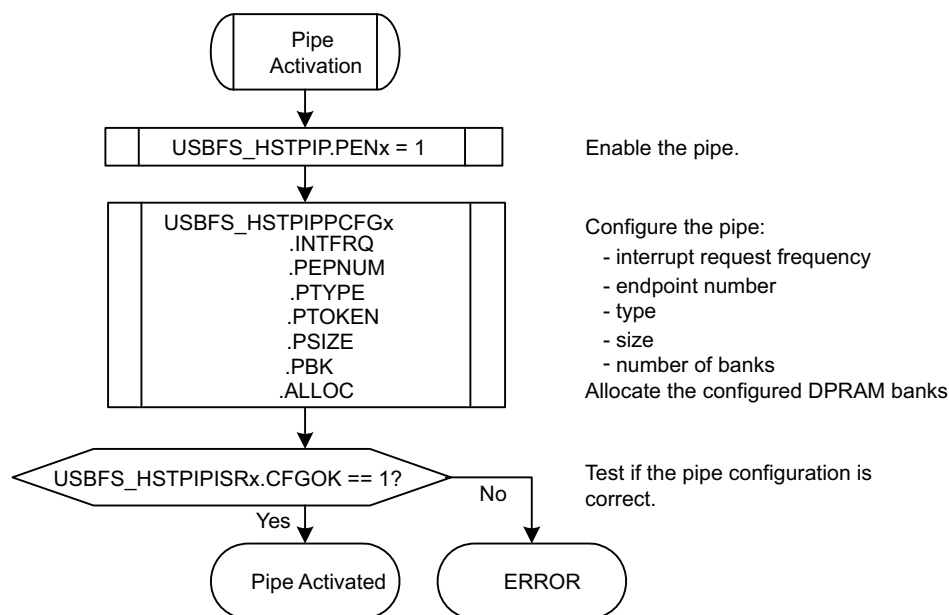 Pipe
Activation
USBFS_HSTPIP.PENx = 1
Enable the pipe.
USBFS_HSTPIPPCFGx
.INTFRQ
.PEPNUM
.PTYPE
.PTOKEN
.PSIZE
.PBK
.ALLOC
Configure the pipe:
- interrupt request frequency
- endpoint number
- type
- size
- number of banks
Allocate the configured DPRAM banks
USBFS_HSTPIPISRx.CFGOK == 1?
Test if the pipe configuration is
correct.
No
Yes
Pipe Activated
ERROR